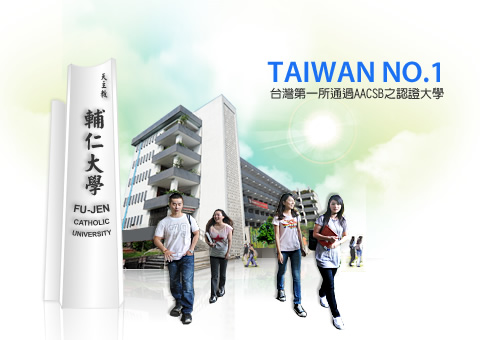 天主教
輔仁大學
FU-JEN
CATHOLIC
UNIVERSITY
TAIWAN NO.1
台灣第一所通過AACSB之認證大學